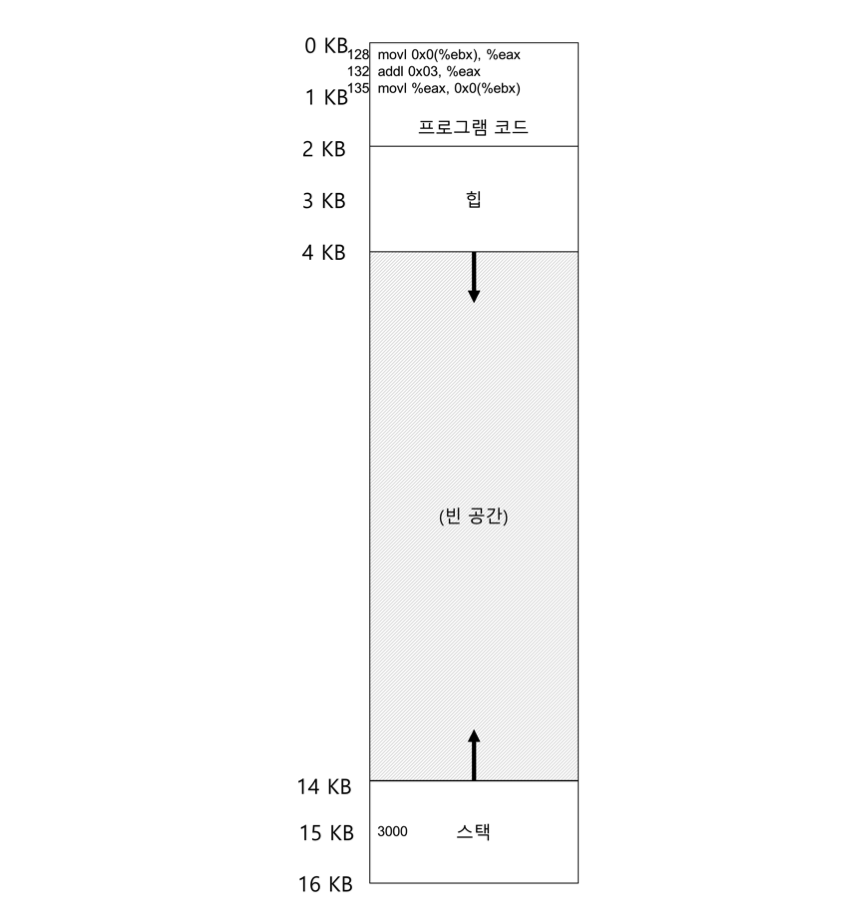 0 KB
128 movl 0x0(%ebx), %eax
132 addl 0x03, %eax
135 movl %eax, 0x0(%ebx)
1 KB
프로그램 코드
2 KB
3 KB 힙
4 KB
(빈 공간)
14 KB
15 KB 3000 스택
16 KB